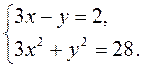 3x − y = 2,
3x² + y² = 28.